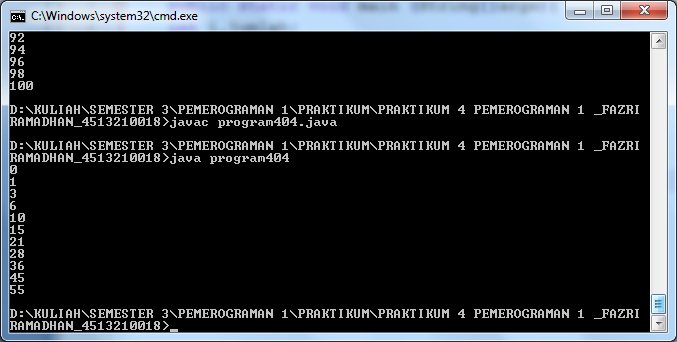 C:\Windows\system32\cmd.exe
92
94
96
98
100
D:\KULIAH\SEMESTER 3\PEMEROGRAMAN 1\PRAKTIKUM\PRAKTIKUM 4 PEMEROGRAMAN 1 _FAZRI
RAMADHAN_4513210018>javac program404.java
D:\KULIAH\SEMESTER 3\PEMEROGRAMAN 1\PRAKTIKUM\PRAKTIKUM 4 PEMEROGRAMAN 1 _FAZRI
RAMADHAN_4513210018>java program404
0
1
3
6
10
15
21
28
36
45
55
D:\KULIAH\SEMESTER 3\PEMEROGRAMAN 1\PRAKTIKUM\PRAKTIKUM 4 PEMEROGRAMAN 1 _FAZRI
RAMADHAN_4513210018>_